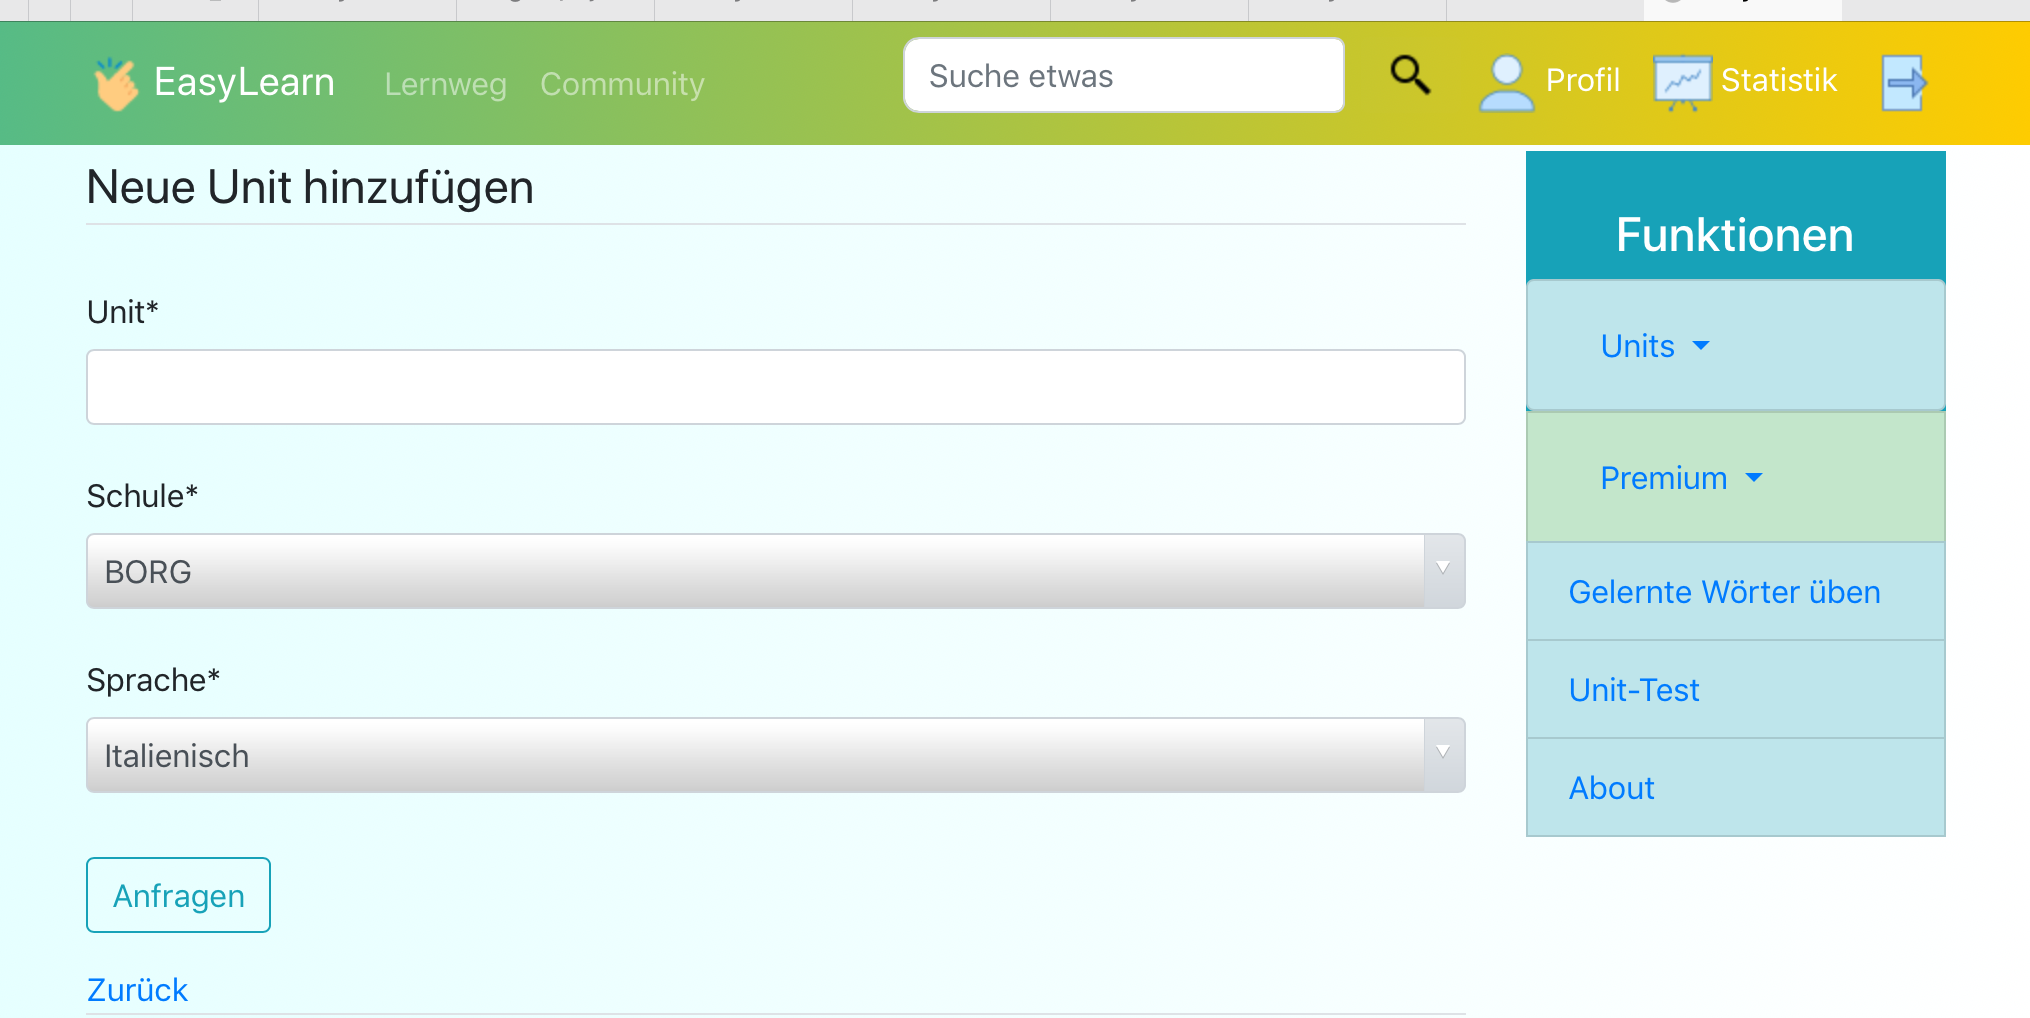 EasyLearn Lernweg Community Suche etwas Profil Statistik
Neue Unit hinzufügen
Unit*
Schule*
BORG
Sprache*
Italienisch
Anfragen
Zurück
Funktionen
Units
Premium
Gelernte Wörter üben
Unit-Test
About